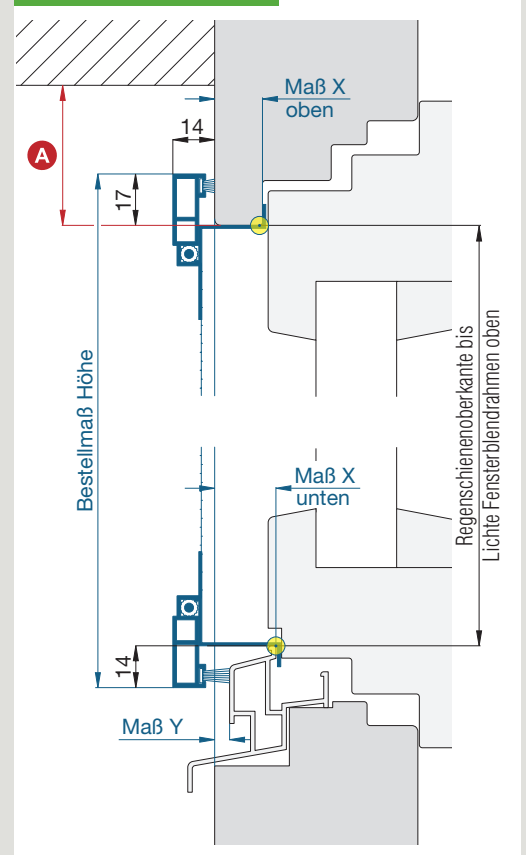 Maß X
oben
14
A
17
Bestellmaß Höhe
Regenschienenoberkante bis
Lichte Fensterblendrahmen oben
Maß X
unten
14
Maß Y